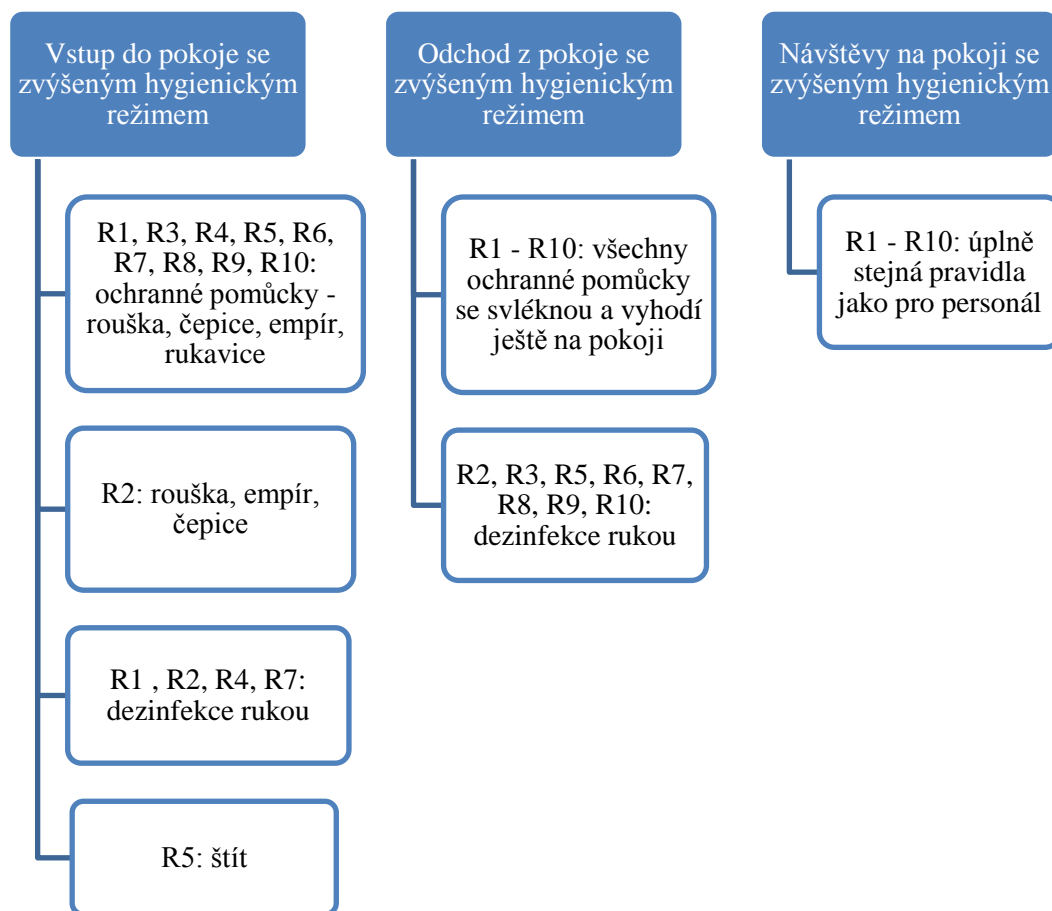 Vstup do pokoje se
zvýšeným hygienickým
režimem
R1, R3, R4, R5, R6,
R7, R8, R9, R10:
ochranné pomůcky -
rouška, čepice, empír,
rukavice
R2: rouška, empír,
čepice
R1 , R2, R4, R7:
dezinfekce rukou
R5: štít
Odchod z pokoje se
zvýšeným hygienickým
režimem
R1 - R10: všechny
ochranné pomůcky
se svléknou a vyhodí
ještě na pokoji
R2, R3, R5, R6, R7,
R8, R9, R10:
dezinfekce rukou
Návštěvy na pokoji se
zvýšeným hygienickým
režimem
R1 - R10: úplně
stejná pravidla
jako pro personál